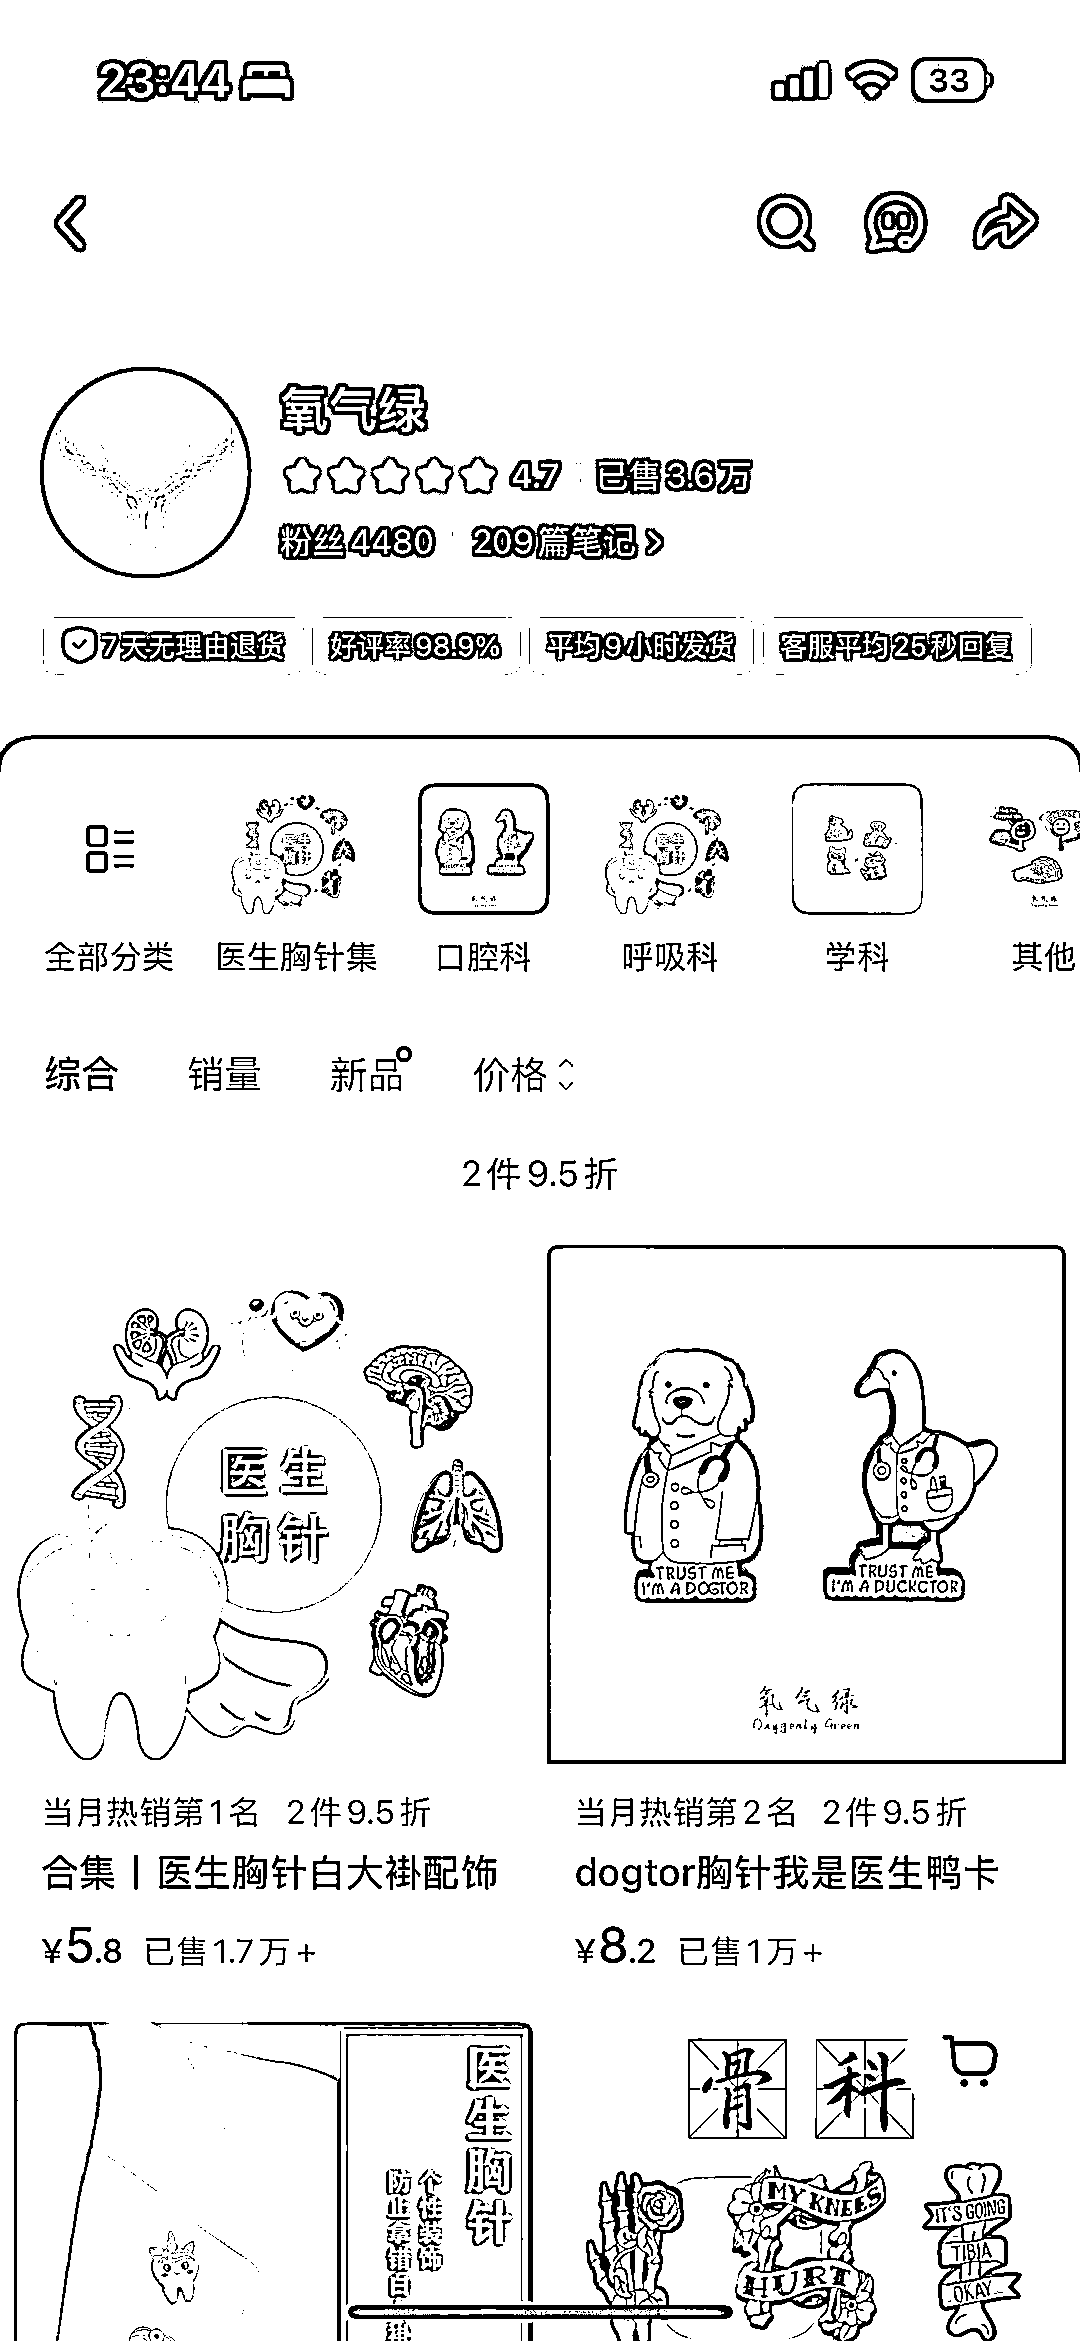 23:44
33
氧气绿
4.7 已售3.6万
粉丝4480 209篇笔记 >
7天无理由退货 好评率98.9% 平均9小时发货 客服平均25秒回复
全部分类 医生胸针集 口腔科 呼吸科 学科 其他
综合 销量 新品 价格
2件9.5折
医生
胸针
TRUST ME
I'M A DOGTOR
TRUST ME
I'M A DUCKCTOR
氧气绿
Oxygenly Green
当月热销第1名 2件9.5折
合集丨医生胸针白大褂配饰
¥5.8 已售1.7万+
当月热销第2名 2件9.5折
dogtor胸针我是医生鸭卡
¥8.2 已售1万+
医生胸针
个性装饰
防止拿错白
骨科
MY KNEES
HURT
IT'S GOING
TIBIA
OKAY